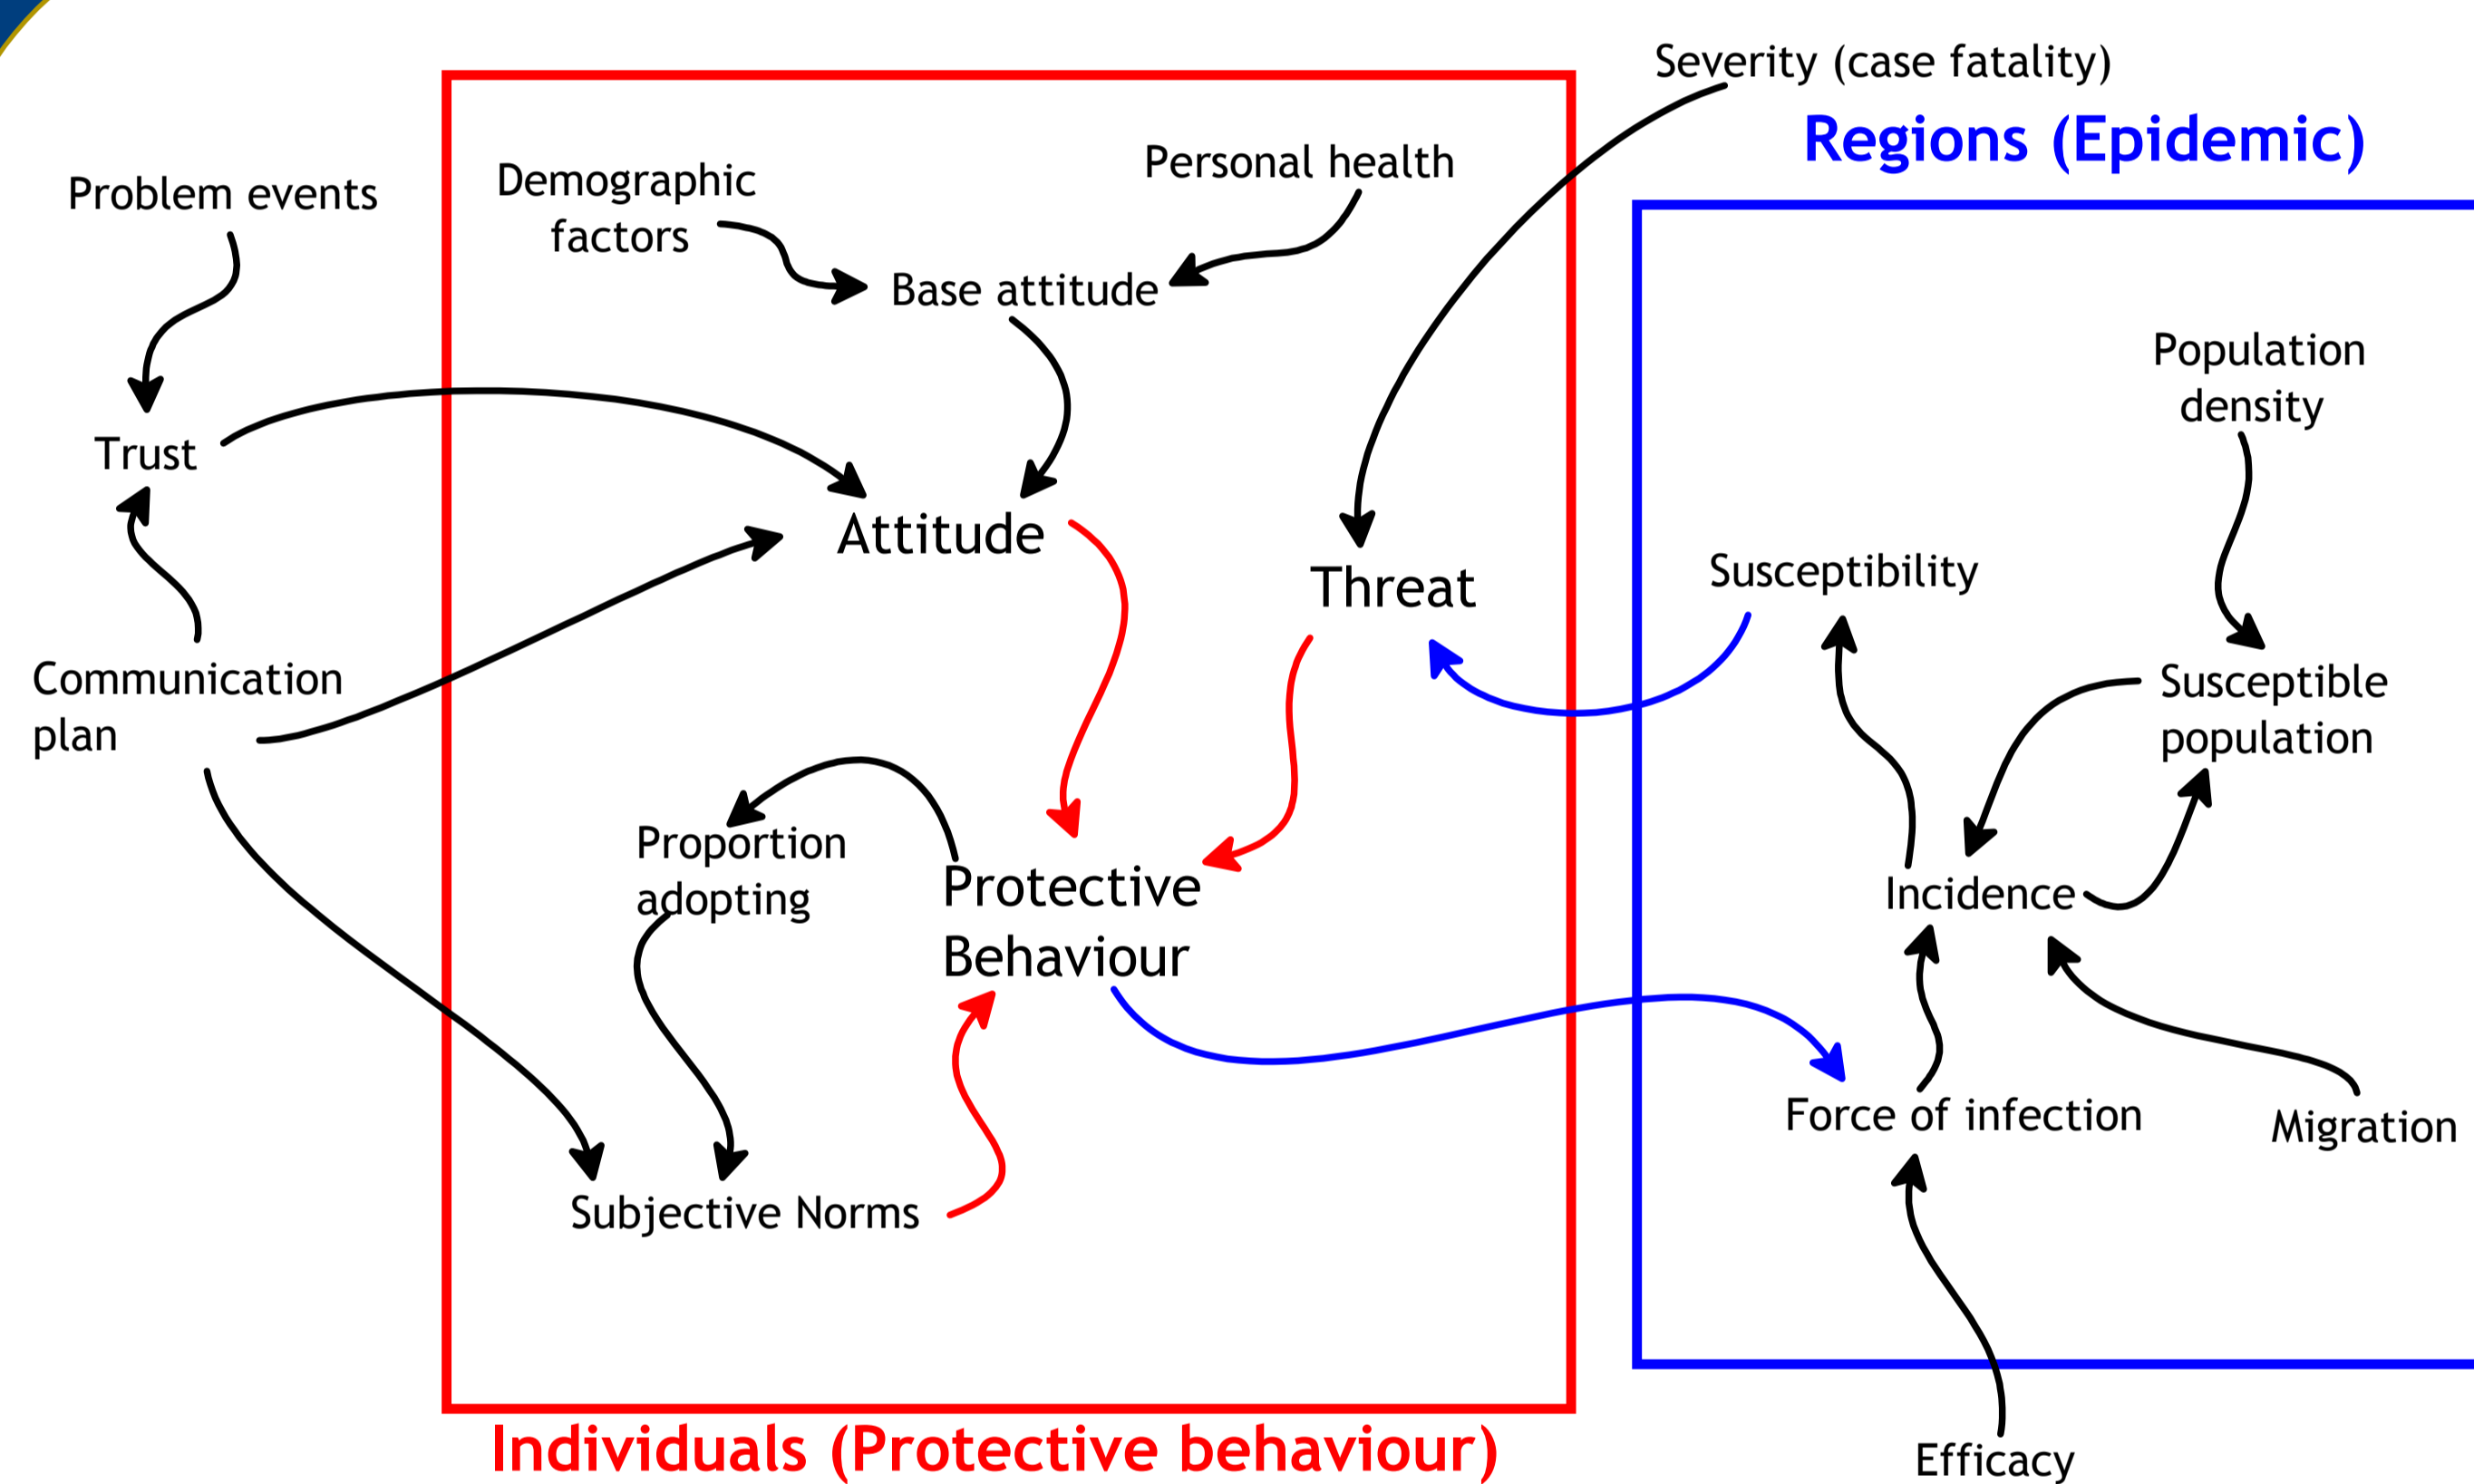 Severity (case fatality)
Regions (Epidemic)
Problem events
Demographic
factors
Personal health
Base attitude
Population
density
Trust
Attitude
Threat
Susceptibility
Communication
plan
Susceptible
population
Proportion
adopting
Protective
Behaviour
Incidence
Force of infection
Migration
Subjective Norms
Individuals (Protective behaviour)
Efficacy